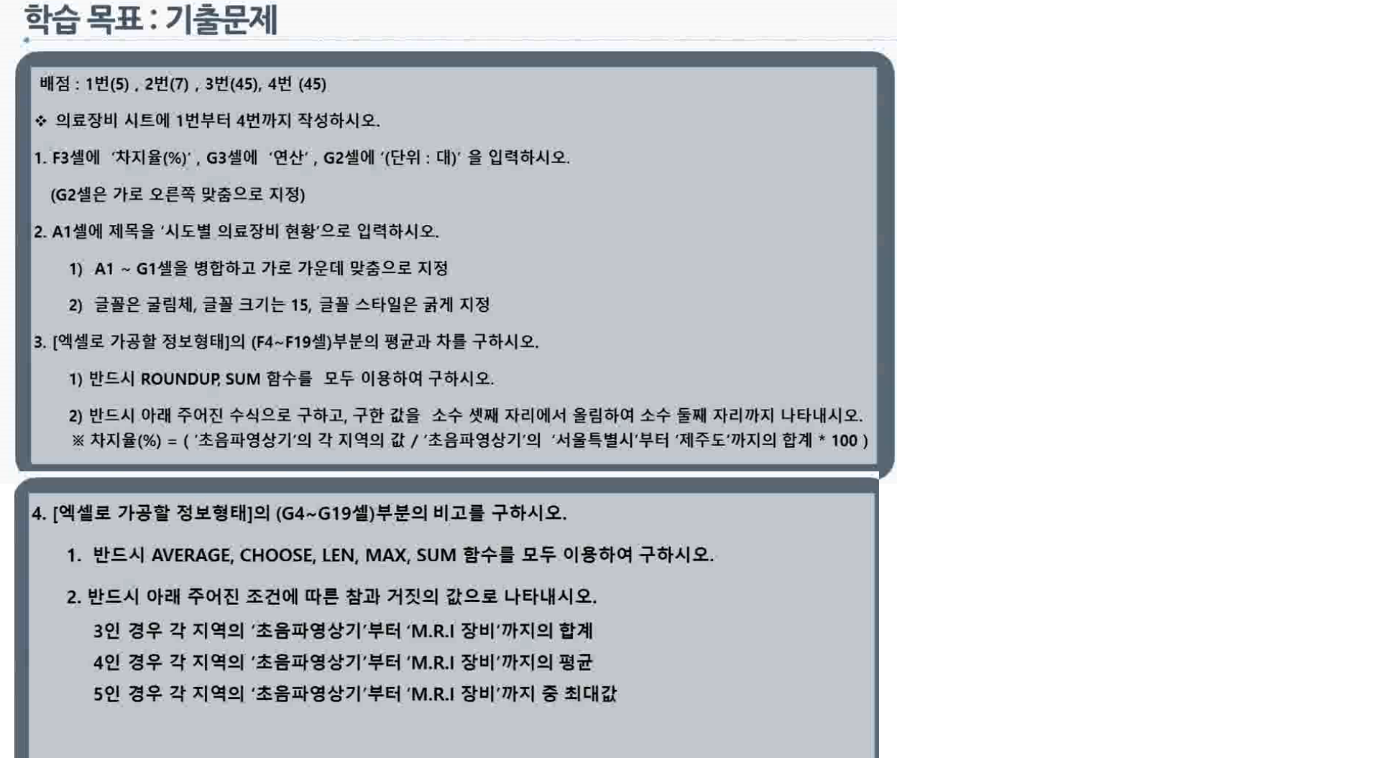 학습 목표 : 기출문제
배점 : 1번(5) , 2번(7) , 3번(45), 4번 (45)
❖ 의료장비 시트에 1번부터 4번까지 작성하시오.
1. F3셀에 ‘차지율(%)’ , G3셀에 ‘연산’ , G2셀에 ‘(단위 : 대)’ 을 입력하시오.
(G2셀은 가로 오른쪽 맞춤으로 지정)
2. A1셀에 제목을 ‘시도별 의료장비 현황’으로 입력하시오.
1) A1 ~ G1셀을 병합하고 가로 가운데 맞춤으로 지정
2) 글꼴은 굴림체, 글꼴 크기는 15, 글꼴 스타일은 굵게 지정
3. [엑셀로 가공할 정보형태]의 (F4~F19셀)부분의 평균과 차를 구하시오.
1) 반드시 ROUNDUP, SUM 함수를 모두 이용하여 구하시오.
2) 반드시 아래 주어진 수식으로 구하고, 구한 값을 소수 셋째 자리에서 올림하여 소수 둘째 자리까지 나타내시오.
※ 차지율(%) = ( ‘초음파영상기’의 각 지역의 값 / ‘초음파영상기’의 ‘서울특별시’부터 ‘제주도’까지의 합계 * 100 )
4. [엑셀로 가공할 정보형태]의 (G4~G19셀)부분의 비고를 구하시오.
1. 반드시 AVERAGE, CHOOSE, LEN, MAX, SUM 함수를 모두 이용하여 구하시오.
2. 반드시 아래 주어진 조건에 따른 참과 거짓의 값으로 나타내시오.
3인 경우 각 지역의 ‘초음파영상기’부터 ‘M.R.I 장비’까지의 합계
4인 경우 각 지역의 ‘초음파영상기’부터 ‘M.R.I 장비’까지의 평균
5인 경우 각 지역의 ‘초음파영상기’부터 ‘M.R.I 장비’까지 중 최대값